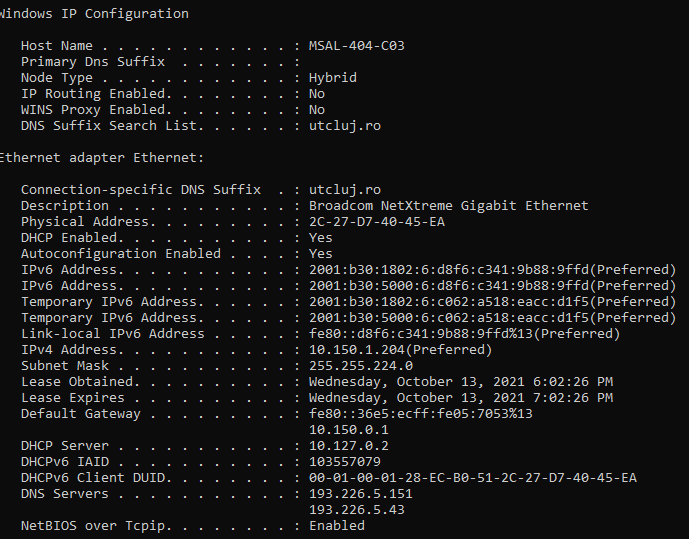 Windows IP Configuration
Host Name . . . . . . . . . . . . : MSAL-404-C03
Primary Dns Suffix  . . . . . . . :
Node Type . . . . . . . . . . . . : Hybrid
IP Routing Enabled. . . . . . . . : No
WINS Proxy Enabled. . . . . . . . : No
DNS Suffix Search List. . . . . . : utcluj.ro
Ethernet adapter Ethernet:
Connection-specific DNS Suffix  . : utcluj.ro
Description . . . . . . . . . . . : Broadcom NetXtreme Gigabit Ethernet
Physical Address. . . . . . . . . : 2C-27-D7-40-45-EA
DHCP Enabled. . . . . . . . . . . : Yes
Autoconfiguration Enabled . . . . : Yes
IPv6 Address. . . . . . . . . . . : 2001:b30:1802:6:d8f6:c341:9b88:9ffd(Preferred)
IPv6 Address. . . . . . . . . . . : 2001:b30:5000:6:d8f6:c341:9b88:9ffd(Preferred)
Temporary IPv6 Address. . . . . . : 2001:b30:1802:6:c062:a518:eacc:d1f5(Preferred)
Temporary IPv6 Address. . . . . . : 2001:b30:5000:6:c062:a518:eacc:d1f5(Preferred)
Link-local IPv6 Address . . . . . : fe80::d8f6:c341:9b88:9ffd%13(Preferred)
IPv4 Address. . . . . . . . . . . : 10.150.1.204(Preferred)
Subnet Mask . . . . . . . . . . . : 255.255.224.0
Lease Obtained. . . . . . . . . . : Wednesday, October 13, 2021 6:02:26 PM
Lease Expires . . . . . . . . . . : Wednesday, October 13, 2021 7:02:26 PM
Default Gateway . . . . . . . . . : fe80::36e5:ecff:fe05:7053%13
10.150.0.1
DHCP Server . . . . . . . . . . . : 10.127.0.2
DHCPv6 IAID . . . . . . . . . . . : 103557079
DHCPv6 Client DUID. . . . . . . . : 00-01-00-01-28-EC-B0-51-2C-27-D7-40-45-EA
DNS Servers . . . . . . . . . . . : 193.226.5.151
193.226.5.43
NetBIOS over Tcpip. . . . . . . . : Enabled